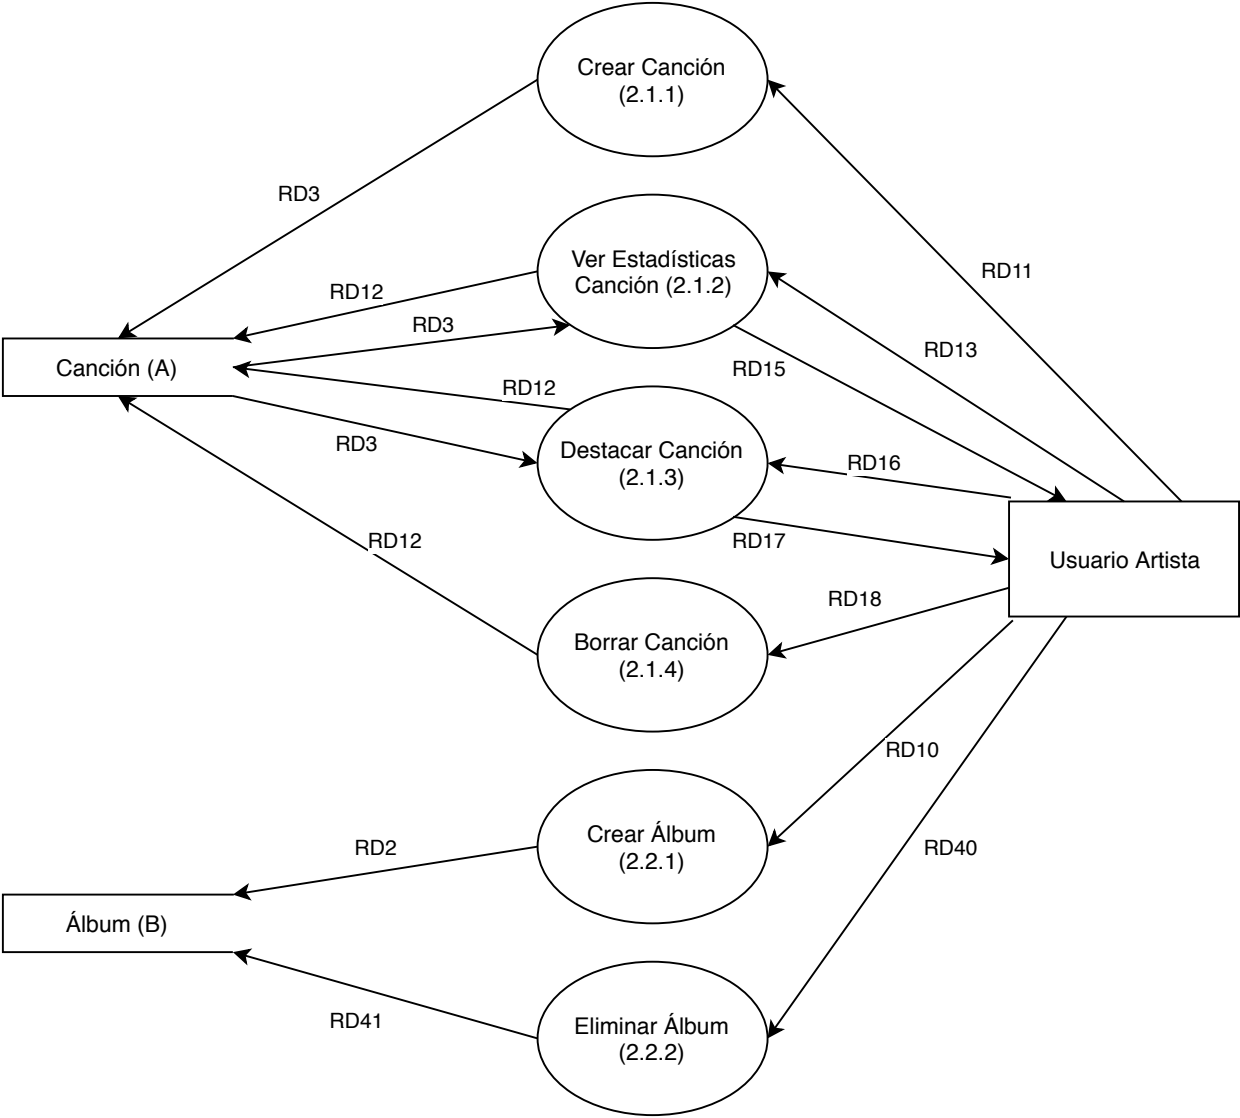 Crear Canción
(2.1.1)
RD3
RD11
Ver Estadísticas
Canción (2.1.2)
RD12
RD3
RD13
RD15
Canción (A)
RD12
RD3
Destacar Canción
(2.1.3)
RD16
RD17
RD12
Usuario Artista
RD18
Borrar Canción
(2.1.4)
RD10
Crear Álbum
(2.2.1)
RD2
RD40
Álbum (B)
RD41
Eliminar Álbum
(2.2.2)